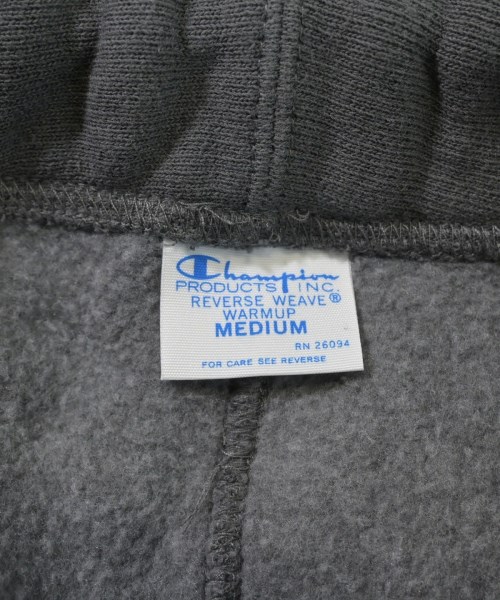 Champion
PRODUCTS INC.
REVERSE WEAVE®
WARMUP
MEDIUM
RN 26094
FOR CARE SEE REVERSE